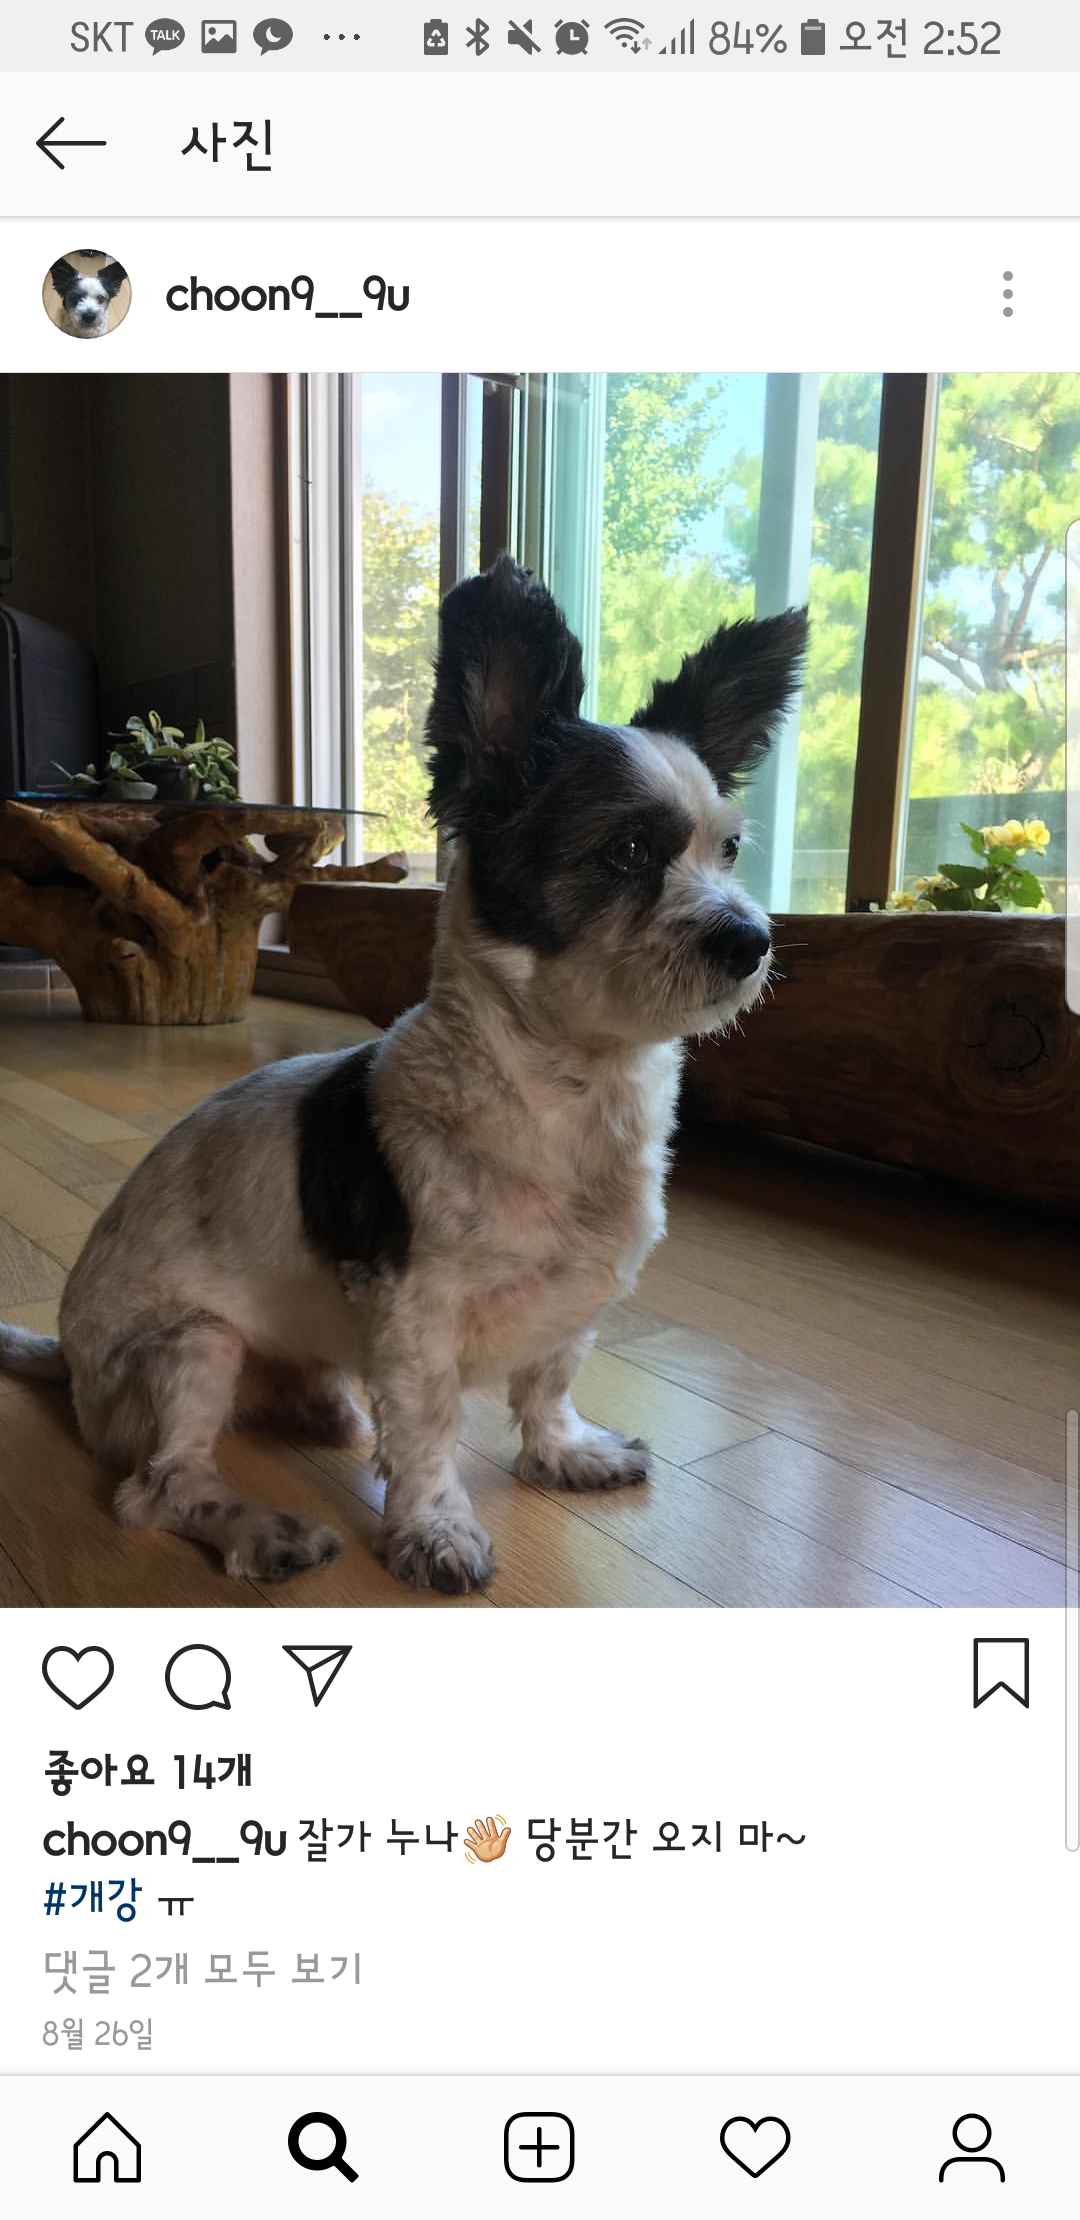 SKT TALK ... 84% 오전 2:52
사진
choon9__9u
좋아요 14개
choon9__9u 잘가 누나👋 당분간 오지 마~
#개강 ㅠ
댓글 2개 모두 보기
8월 26일